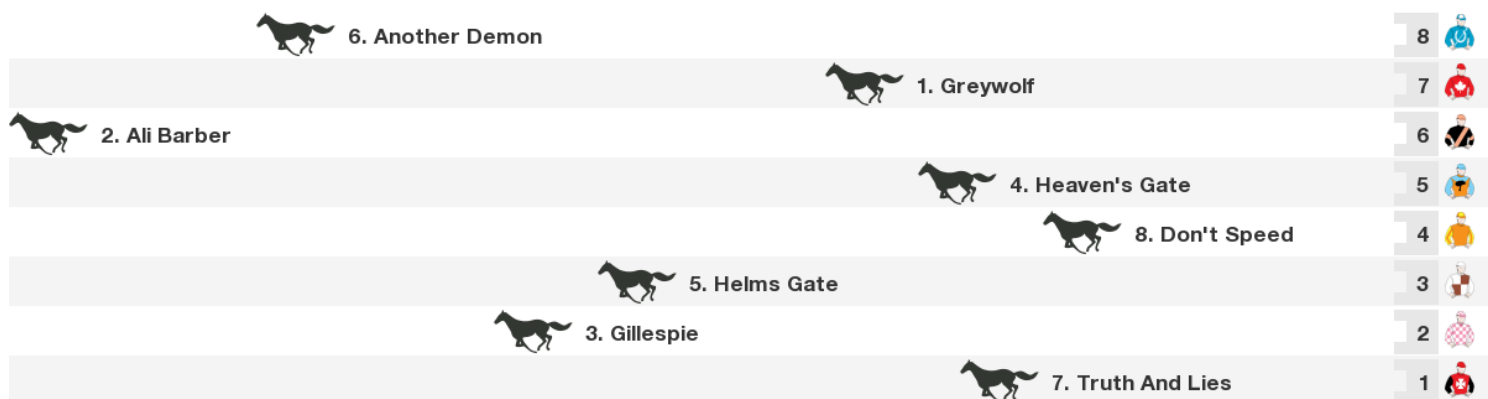 6. Another Demon 8
1. Greywolf 7
2. Ali Barber 6
4. Heaven's Gate 5
8. Don't Speed 4
5. Helms Gate 3
3. Gillespie 2
7. Truth And Lies 1